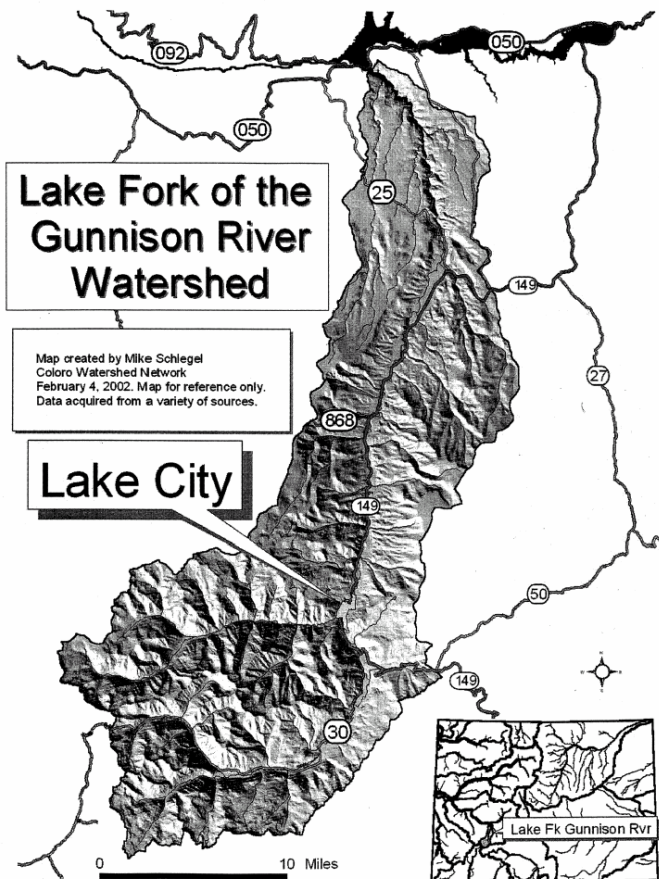 092
050
050
Lake Fork of the
Gunnison River
Watershed
25
149
Map created by Mike Schlegel
Coloro Watershed Network
February 4, 2002. Map for reference only.
Data acquired from a variety of sources.
27
868
Lake City
149
50
149
30
Lake Fk Gunnison Rvr
0 10 Miles